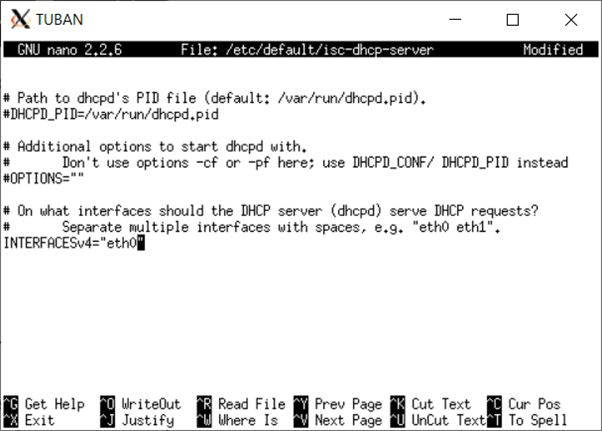 TUBAN
GNU nano 2.2.6 File: /etc/default/isc-dhcp-server Modified
# Path to dhcpd's PID file (default: /var/run/dhcpd.pid).
#DHCPD_PID=/var/run/dhcpd.pid
# Additional options to start dhcpd with.
# Don't use options -cf or -pf here; use DHCPD_CONF/ DHCPD_PID instead
#OPTIONS=""
# On what interfaces should the DHCP server (dhcpd) serve DHCP requests?
# Separate multiple interfaces with spaces, e.g. "eth0 eth1".
INTERFACESv4="eth0"
^G Get Help ^O WriteOut ^R Read File ^Y Prev Page ^K Cut Text ^C Cur Pos
^X Exit ^J Justify ^W Where Is ^V Next Page ^U UnCut Text ^T To Spell